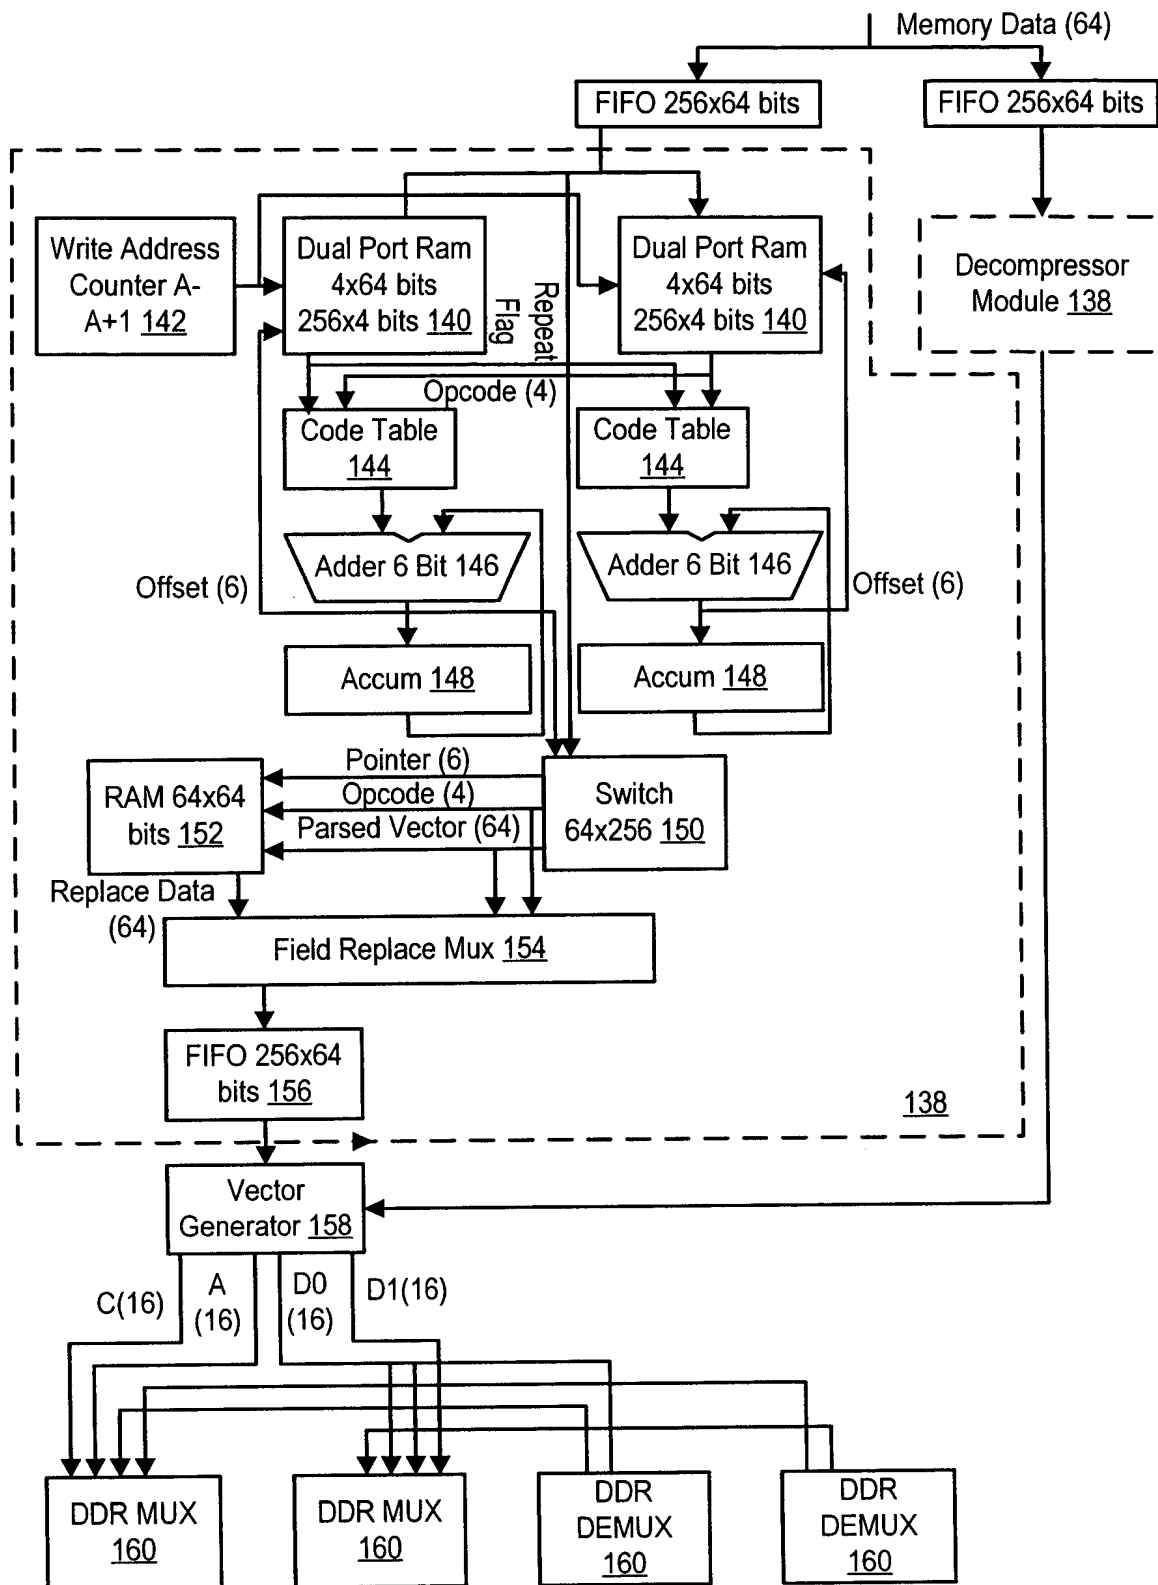 Memory Data (64)
FIFO 256x64 bits
FIFO 256x64 bits
Write Address
Counter A-
A+1 142
Dual Port Ram
4x64 bits
256x4 bits 140
Flag
Repeat
Dual Port Ram
4x64 bits
256x4 bits 140
Decompressor
Module 138
Opcode (4)
Code Table
144
Code Table
144
Adder 6 Bit 146
Adder 6 Bit 146
Offset (6)
Offset (6)
Accum 148
Accum 148
Pointer (6)
Opcode (4)
Parsed Vector (64)
RAM 64x64
bits 152
Switch
64x256 150
Replace Data
(64)
Field Replace Mux 154
FIFO 256x64
bits 156
138
Vector
Generator 158
C(16)
A
(16)
D0
(16)
D1(16)
DDR MUX
160
DDR MUX
160
DDR
DEMUX
160
DDR
DEMUX
160